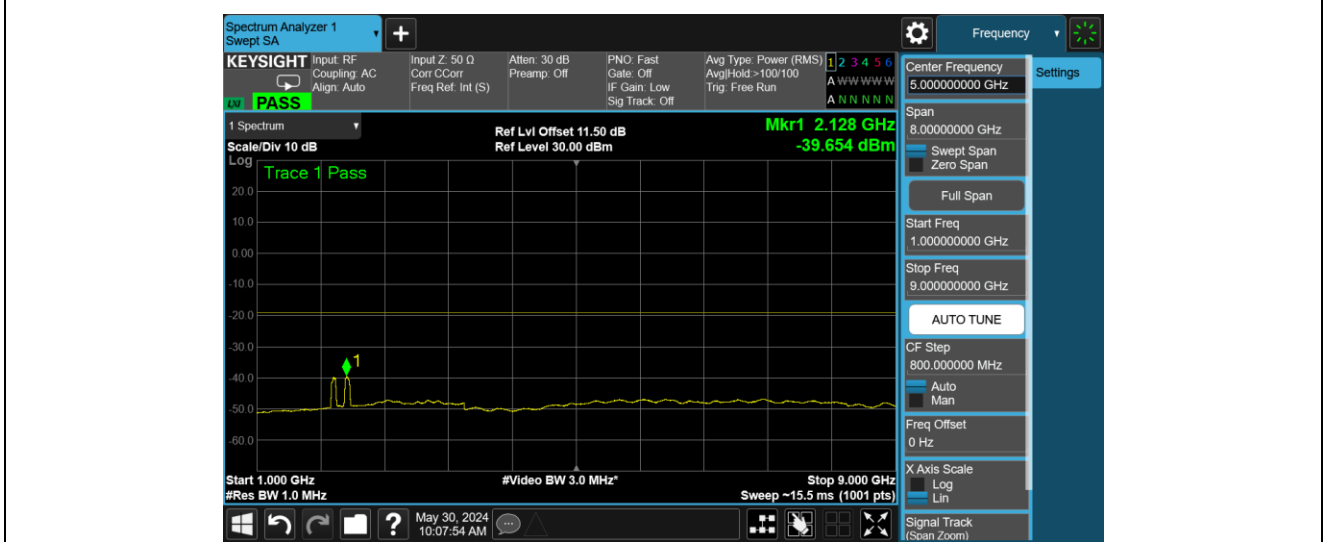 Spectrum Analyzer 1
Swept SA
+
Frequency
KEYSIGHT
Input: RF
Coupling: AC
Align: Auto
Input Z: 50 Ω
Corr CCorr
Freq Ref: Int (S)
Atten: 30 dB
Preamp: Off
PNO: Fast
Gate: Off
IF Gain: Low
Sig Track: Off
Avg Type: Power (RMS)
Avg|Hold:>100/100
Trig: Free Run
1 2 3 4 5 6
A W W W W W
A N N N N N
LXI
PASS
Center Frequency
5.000000000 GHz
Settings
Span
8.00000000 GHz
Swept Span
Zero Span
Full Span
Start Freq
1.000000000 GHz
Stop Freq
9.000000000 GHz
AUTO TUNE
CF Step
800.000000 MHz
Auto
Man
Freq Offset
0 Hz
X Axis Scale
Log
Lin
Signal Track
(Span Zoom)
1 Spectrum
Scale/Div 10 dB
Ref Lvl Offset 11.50 dB
Ref Level 30.00 dBm
Mkr1 2.128 GHz
-39.654 dBm
Log
Trace 1 Pass
20.0
10.0
0.00
-10.0
-20.0
-30.0
1
-40.0
-50.0
-60.0
Start 1.000 GHz
#Res BW 1.0 MHz
#Video BW 3.0 MHz*
Stop 9.000 GHz
Sweep ~15.5 ms (1001 pts)
?
May 30, 2024
10:07:54 AM